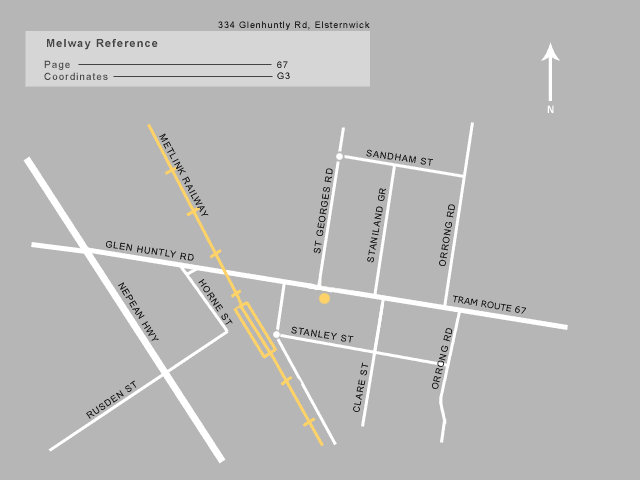 334 Glenhuntly Rd, Elsternwick
Melway Reference
Page 67
Coordinates G3
N
METLINK RAILWAY
SANDHAM ST
ST GEORGES RD
STANILAND GR
ORRONG RD
GLEN HUNTLY RD
NEPEAN HWY
HORNE ST
TRAM ROUTE 67
STANLEY ST
ORRONG RD
CLARE ST
RUSDEN ST